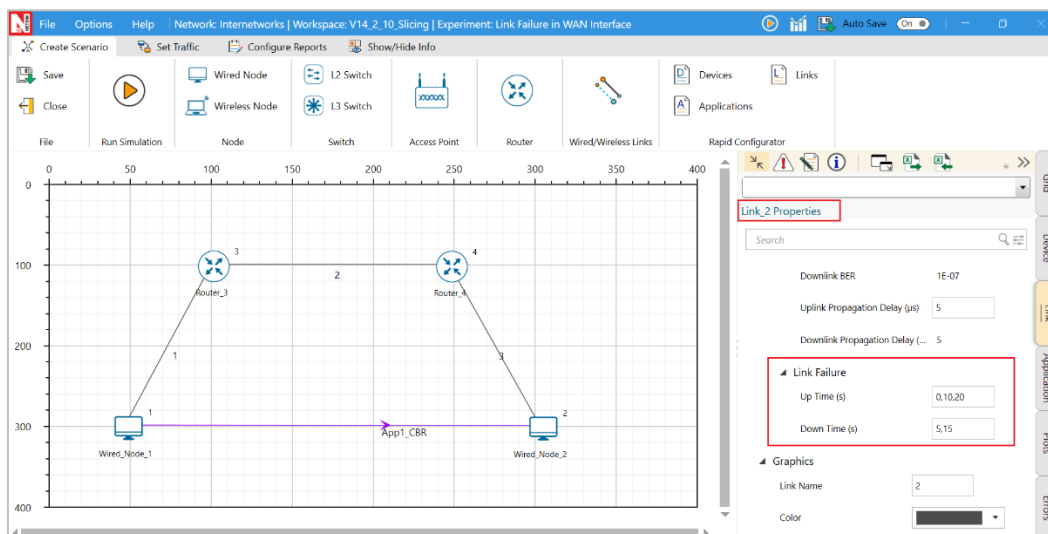 N File Options Help Network: Internetworks | Workspace: V14_2_10_Slicing | Experiment: Link Failure in WAN Interface Auto Save On
Create Scenario Set Traffic Configure Reports Show/Hide Info
Save Wired Node L2 Switch Devices Links
Close Wireless Node L3 Switch Applications
File Run Simulation Node Switch Access Point Router Wired/Wireless Links Rapid Configurator
0 50 100 150 200 250 300 350 400
0
100
200
300
400
3
Router_3
2
4
Router_4
1
3
1
Wired_Node_1
App1_CBR
2
Wired_Node_2
Link_2 Properties
Search
Downlink BER 1E-07
Uplink Propagation Delay (µs) 5
Downlink Propagation Delay (... 5
Link Failure
Up Time (s) 0,10,20
Down Time (s) 5,15
Graphics
Link Name 2
Color
Grid
Device
Link
Application
Plots
Errors